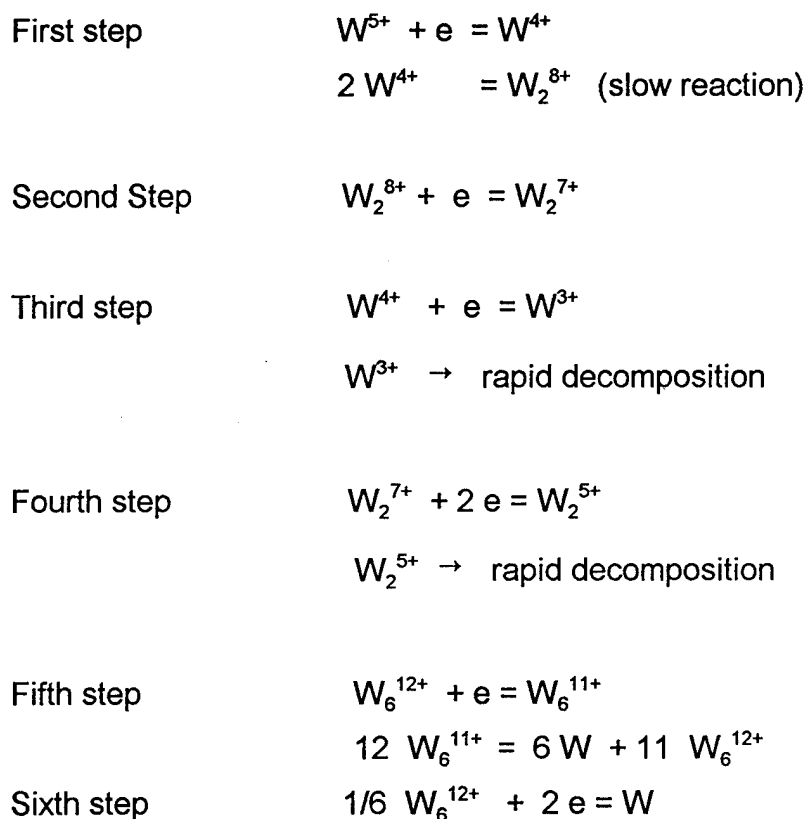 First step W⁵⁺ + e = W⁴⁺
2 W⁴⁺ = W₂⁸⁺ (slow reaction)
Second Step W₂⁸⁺ + e = W₂⁷⁺
Third step W⁴⁺ + e = W³⁺
W³⁺ → rapid decomposition
Fourth step W₂⁷⁺ + 2 e = W₂⁵⁺
W₂⁵⁺ → rapid decomposition
Fifth step W₆¹²⁺ + e = W₆¹¹⁺
12 W₆¹¹⁺ = 6 W + 11 W₆¹²⁺
Sixth step 1/6 W₆¹²⁺ + 2 e = W